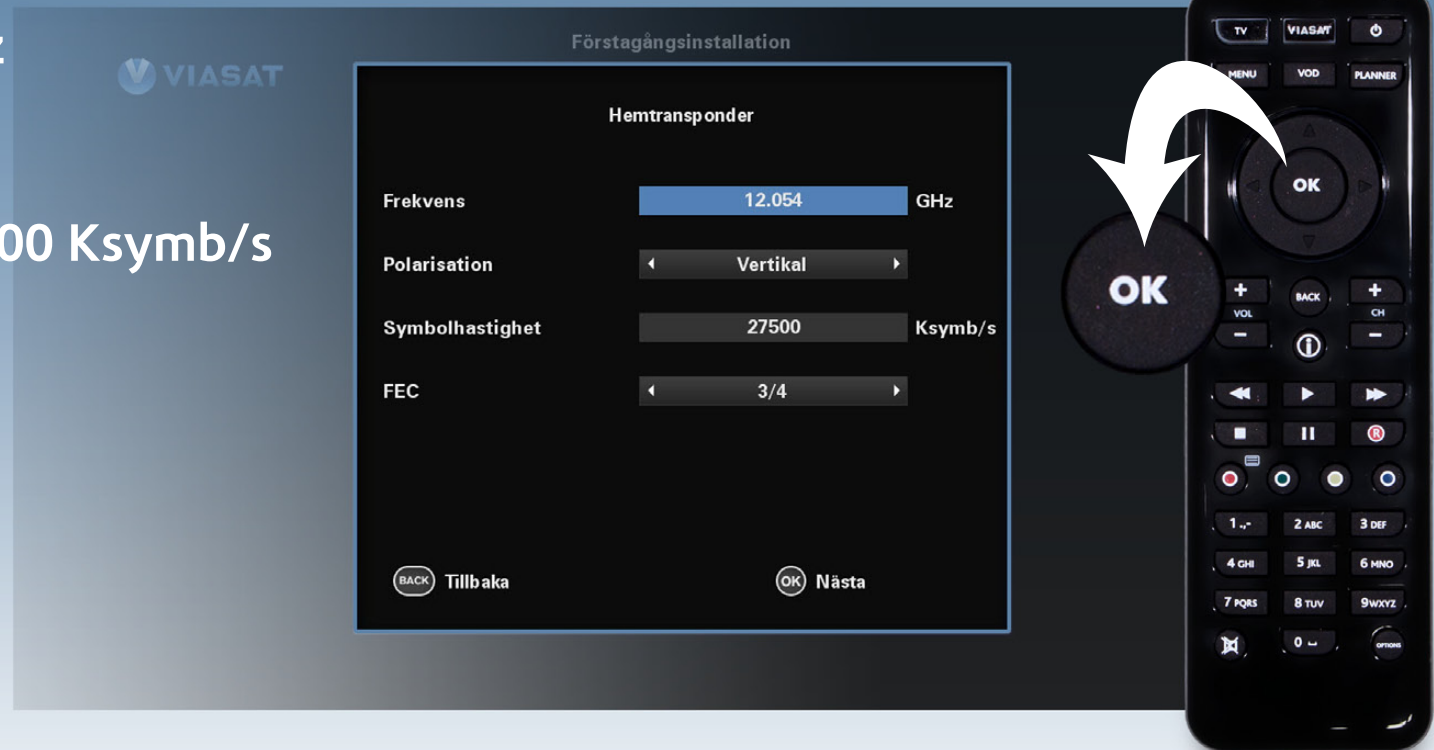 z
00 Ksymb/s
Förstagångsinstallation
VIASAT
Hemtransponder
Frekvens 12.054 GHz
Polarisation Vertikal
Symbolhastighet 27500 Ksymb/s
FEC 3/4
BACK Tillbaka OK Nästa
OK
TV VIASAT
MENU VOD PLANNER
OK
+ BACK +
VOL CH
- -
R
1.,- 2 ABC 3 DEF
4 GHI 5 JKL 6 MNO
7 PQRS 8 TUV 9WXYZ
0 OPTIONS